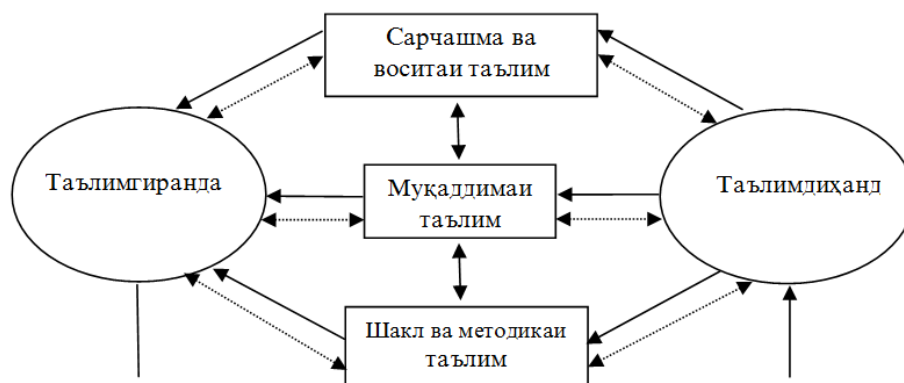 Сарчашма ва
воситаи таълим
Таълимгиранда
Муқаддимаи
таълим
Таълимдиҳанд
Шакл ва методикаи
таълим